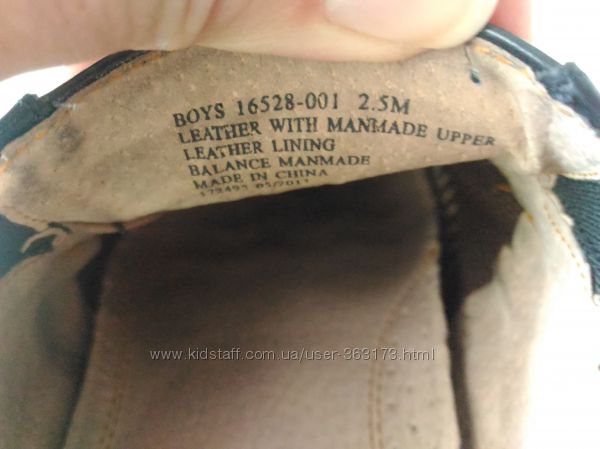 BOYS 16528-001 2.5M
LEATHER WITH MANMADE UPPER
LEATHER LINING
BALANCE MANMADE
MADE IN CHINA
www.kidstaff.com.ua/user-363173.html